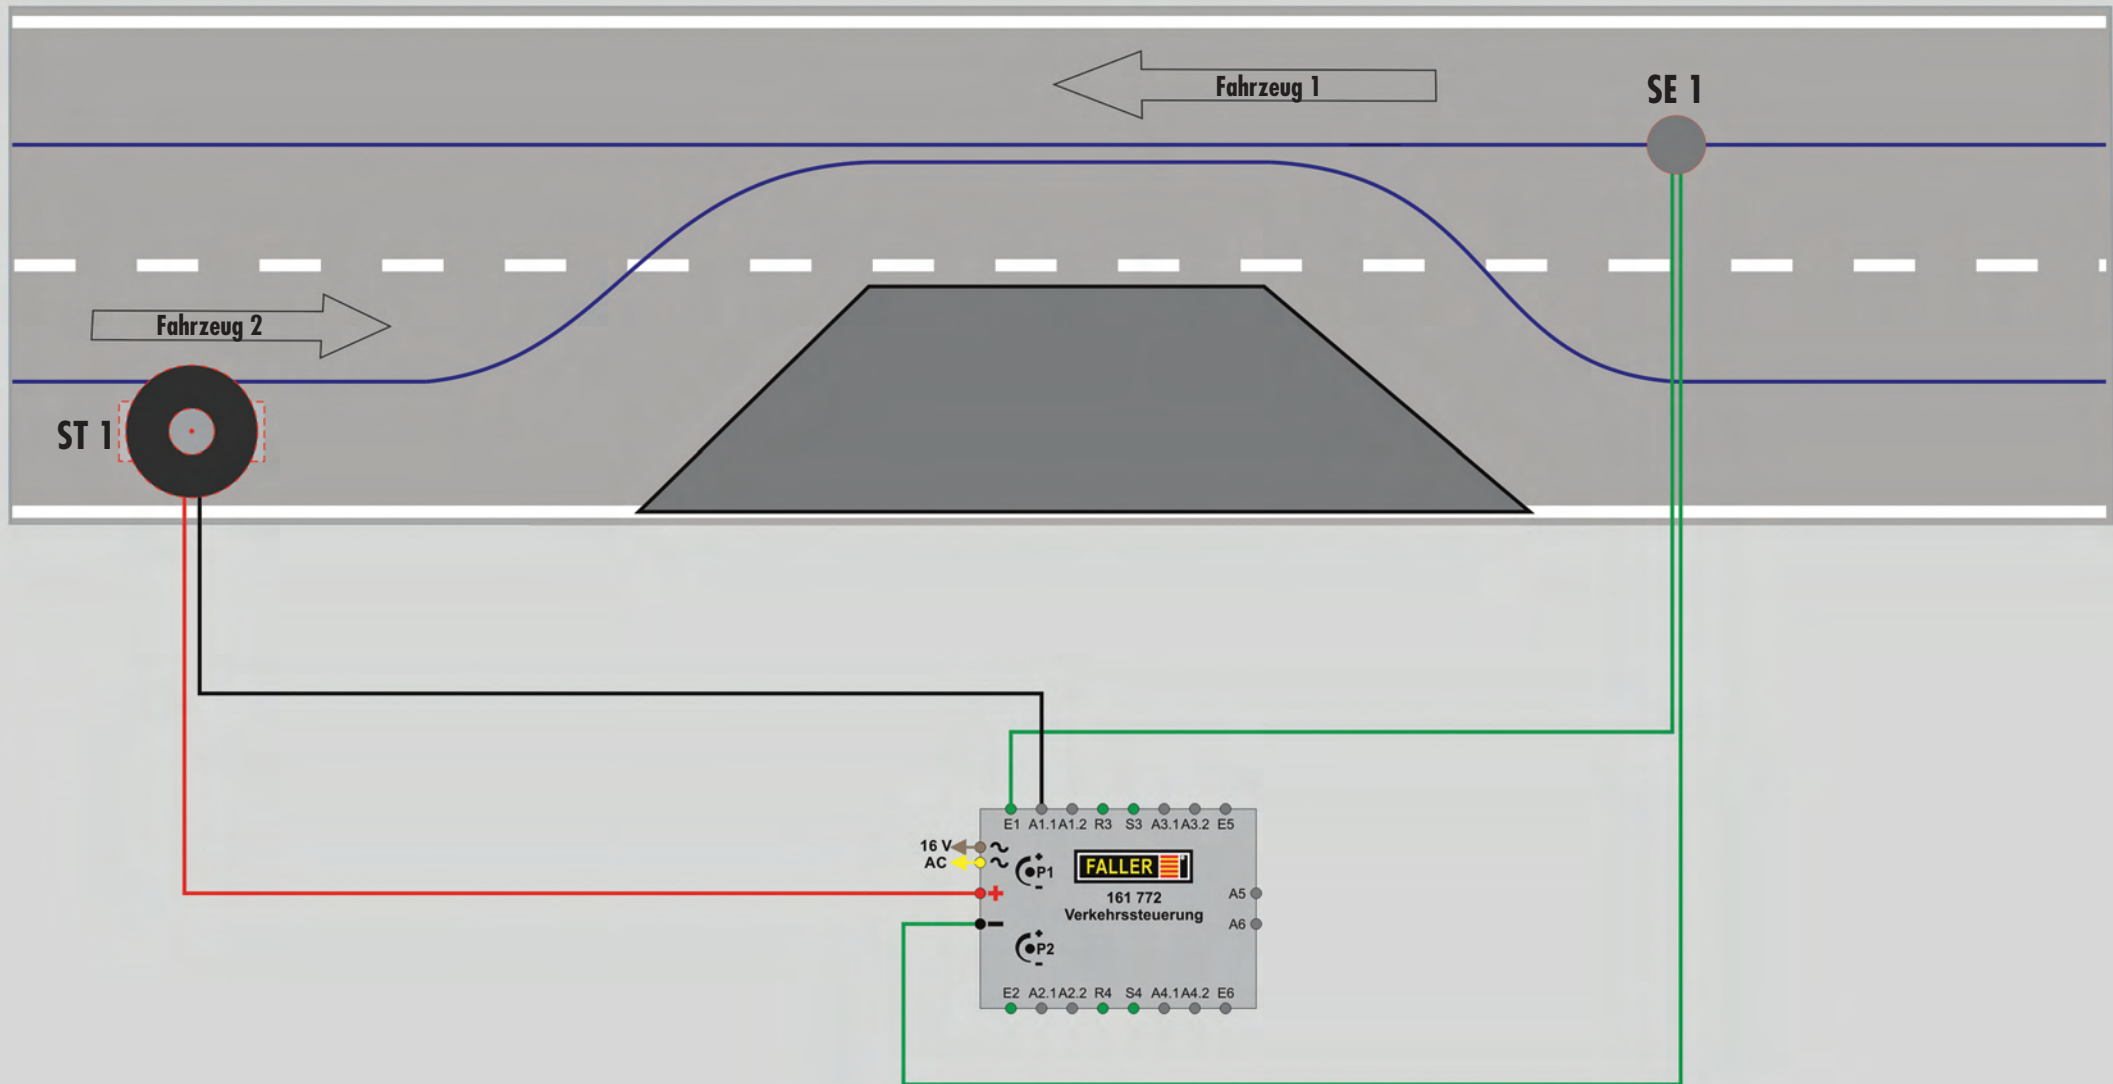 Fahrzeug 1
SE 1
Fahrzeug 2
ST 1
E1 A1.1 A1.2 R3 S3 A3.1 A3.2 E5
16 V ~
AC ~
+
P1
-
FALLER
161 772
Verkehrssteuerung
+
-
A5
A6
+
P2
-
E2 A2.1 A2.2 R4 S4 A4.1 A4.2 E6